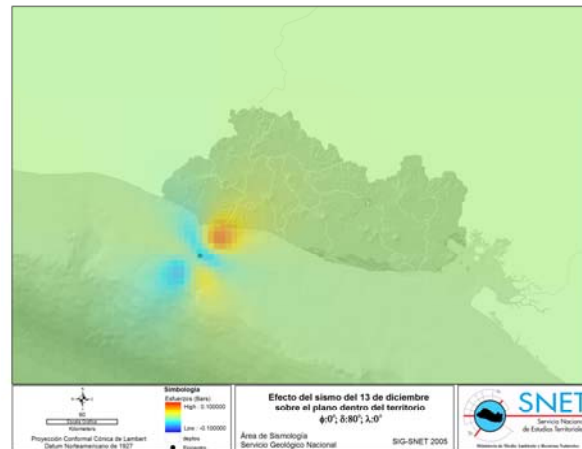 60
Kilometers
Proyección Conformal Cónica de Lambert
Datum Norteamericano de 1927
Simbología
Esfuerzos (Bars)
High : 0.100000
Low : -0.100000
Efecto del sismo del 13 de diciembre
sobre el plano dentro del territorio
ϕ:0°; δ:80°; λ:0°
Área de Sismología
Servicio Geológico Nacional
SIG-SNET 2005
SNET
Servicio Nacional
de Estudios Territoriales